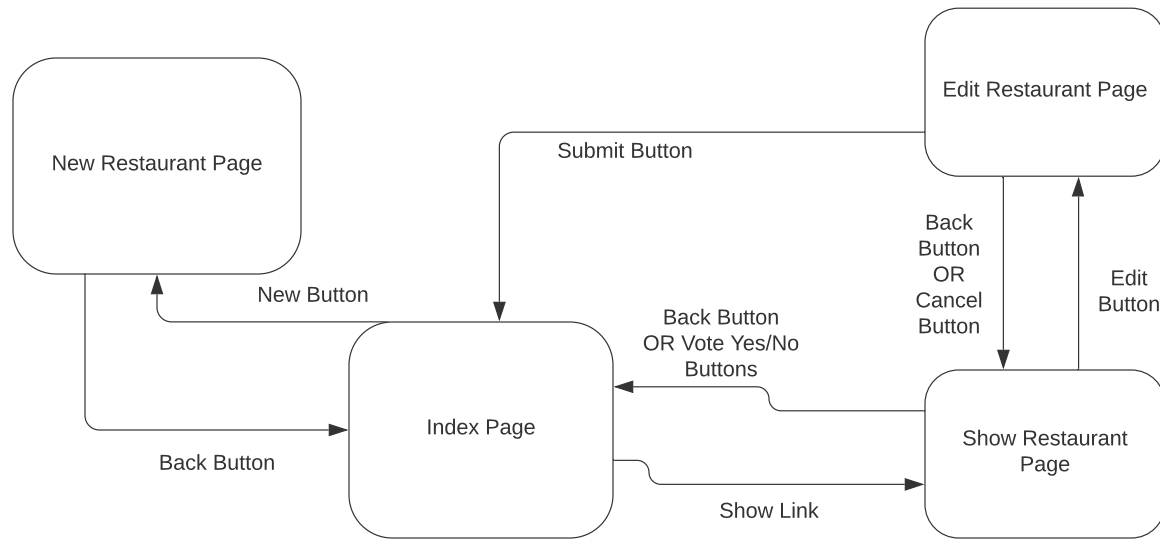 Edit Restaurant Page
New Restaurant Page
Submit Button
Back
Button
OR
Cancel
Button
Edit
Button
New Button
Back Button
OR Vote Yes/No
Buttons
Index Page
Show Restaurant
Page
Back Button
Show Link